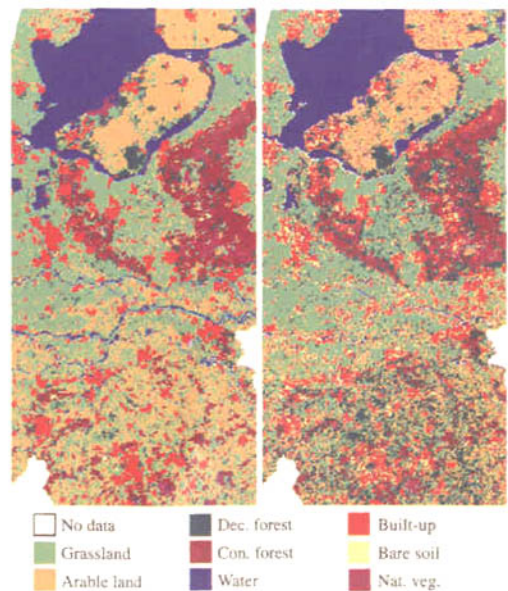 No data
Dec. forest
Built-up
Grassland
Con. forest
Bare soil
Arable land
Water
Nat. veg.